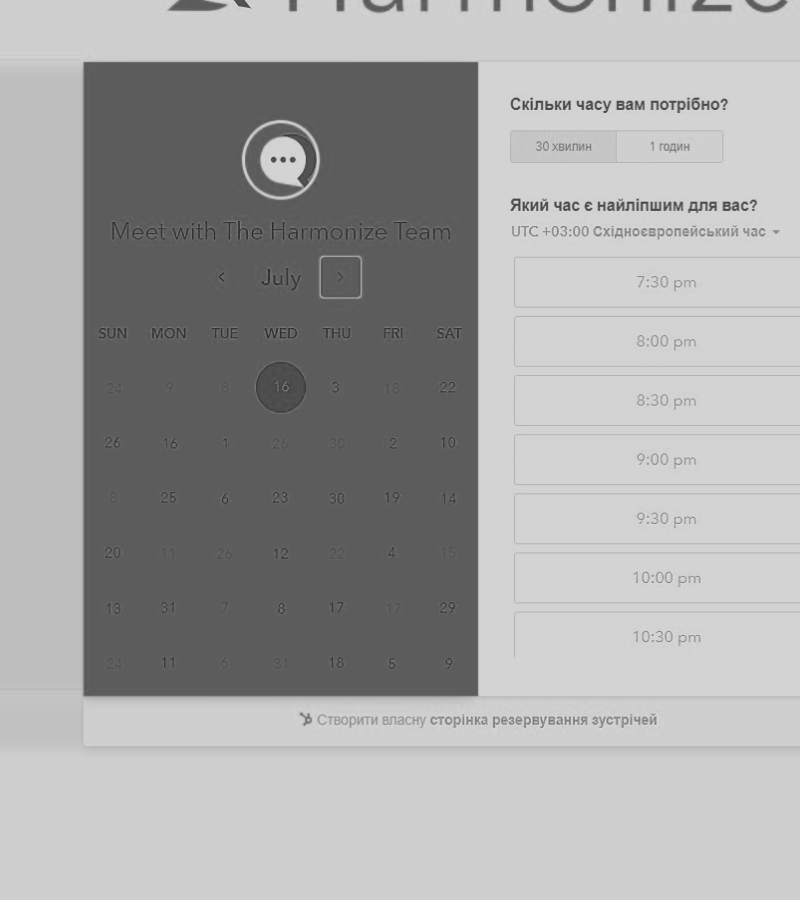 Harmonize
Meet with The Harmonize Team
July
SUN MON TUE WED THU FRI SAT
24 9 8 16 3 18 22
26 16 1 26 30 2 10
8 25 6 23 30 19 14
20 11 26 12 22 4 15
13 31 7 8 17 17 29
24 11 6 31 18 5 9
Скільки часу вам потрібно?
30 хвилин 1 годин
Який час є найліпшим для вас?
UTC +03:00 Східноєвропейський час
7:30 pm
8:00 pm
8:30 pm
9:00 pm
9:30 pm
10:00 pm
10:30 pm
Створити власну сторінка резервування зустрічей